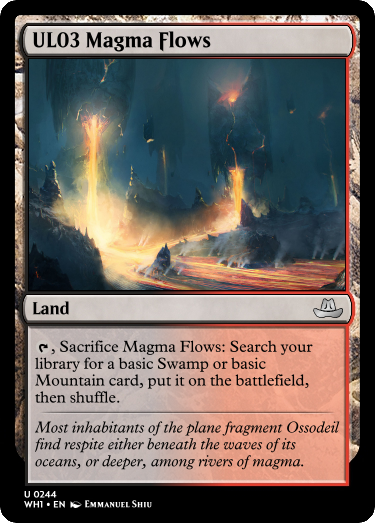 UL03 Magma Flows
Land
, Sacrifice Magma Flows: Search your
library for a basic Swamp or basic
Mountain card, put it on the battlefield,
then shuffle.
Most inhabitants of the plane fragment Ossodeil
find respite either beneath the waves of its
oceans, or deeper, among rivers of magma.
U 0244
WH1 • EN Emmanuel Shiu